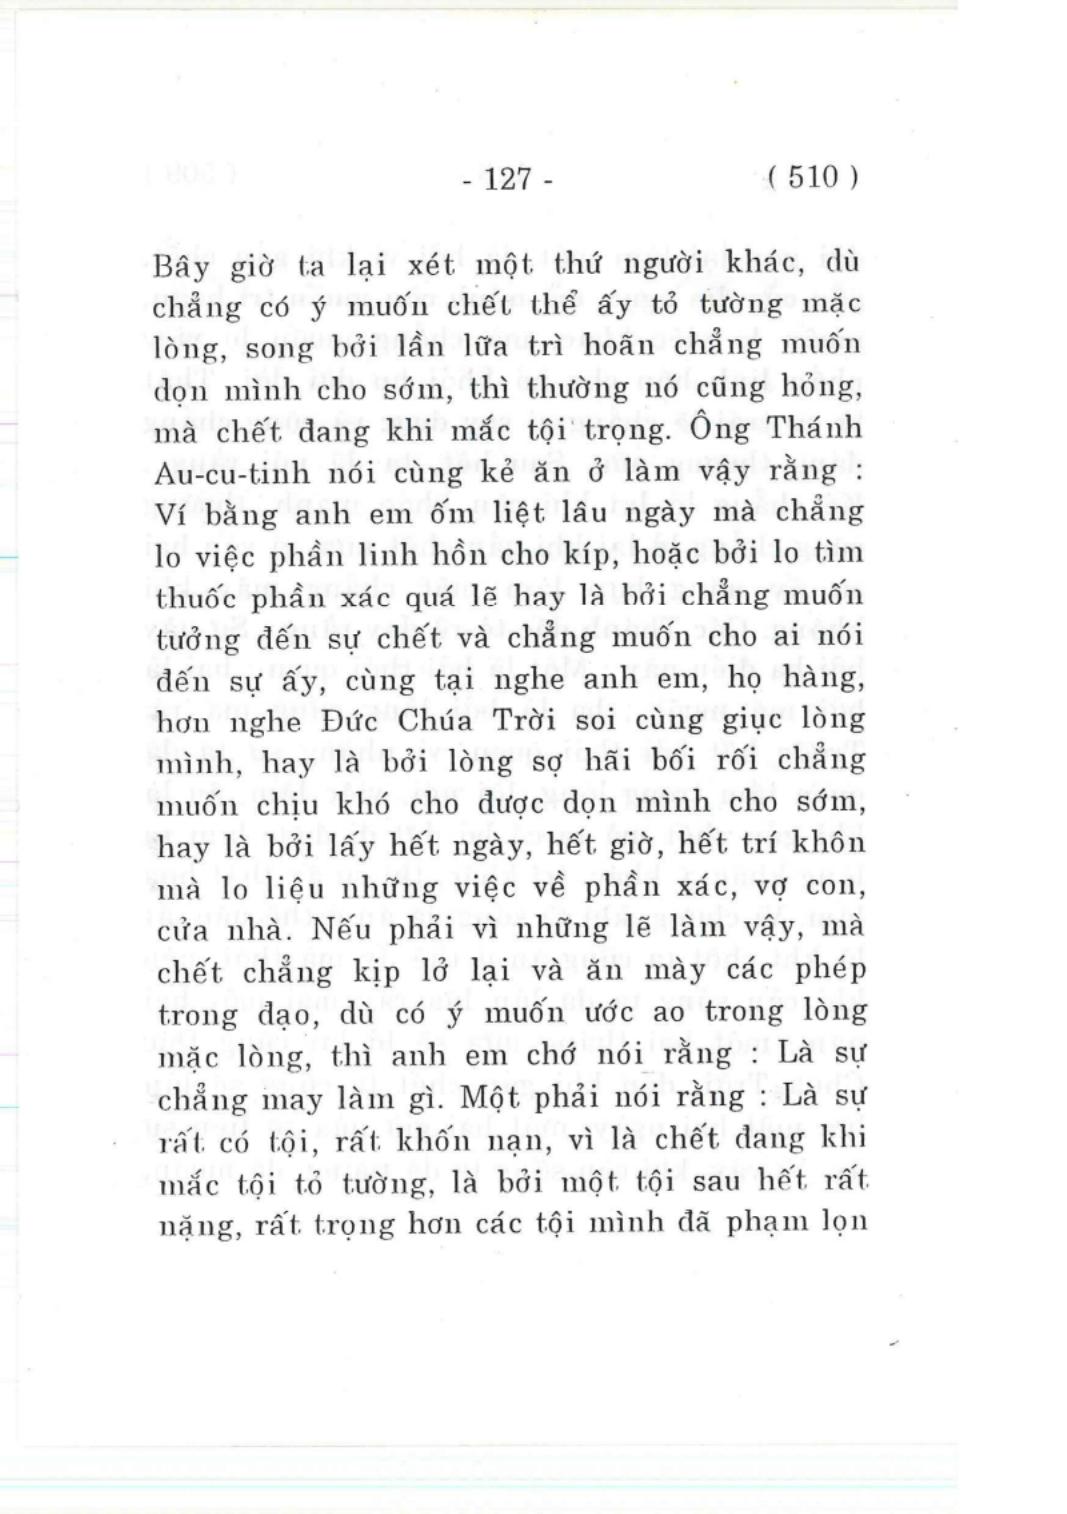 - 127 - ( 510 )
Bây giờ ta lại xét một thứ người khác, dù
chẳng có ý muốn chết thể ấy tỏ tường mặc
lòng, song bởi lần lữa trì hoãn chẳng muốn
dọn mình cho sớm, thì thường nó cũng hỏng,
mà chết đang khi mắc tội trọng. Ông Thánh
Au-cu-tinh nói cùng kẻ ăn ở làm vậy rằng :
Ví bằng anh em ốm liệt lâu ngày mà chẳng
lo việc phần linh hồn cho kíp, hoặc bởi lo tìm
thuốc phần xác quá lẽ hay là bởi chẳng muốn
tưởng đến sự chết và chẳng muốn cho ai nói
đến sự ấy, cùng tại nghe anh em, họ hàng,
hơn nghe Đức Chúa Trời soi cùng giục lòng
mình, hay là bởi lòng sợ hãi bối rối chẳng
muốn chịu khó cho được dọn mình cho sớm,
hay là bởi lấy hết ngày, hết giờ, hết trí khôn
mà lo liệu những việc về phần xác, vợ con,
cửa nhà. Nếu phải vì những lẽ làm vậy, mà
chết chẳng kịp lở lại và ăn mày các phép
trong đạo, dù có ý muốn ước ao trong lòng
mặc lòng, thì anh em chớ nói rằng : Là sự
chẳng may làm gì. Một phải nói rằng : Là sự
rất có tội, rất khốn nạn, vì là chết đang khi
mắc tội tỏ tường, là bởi một tội sau hết rất
nặng, rất trọng hơn các tội mình đã phạm lọn